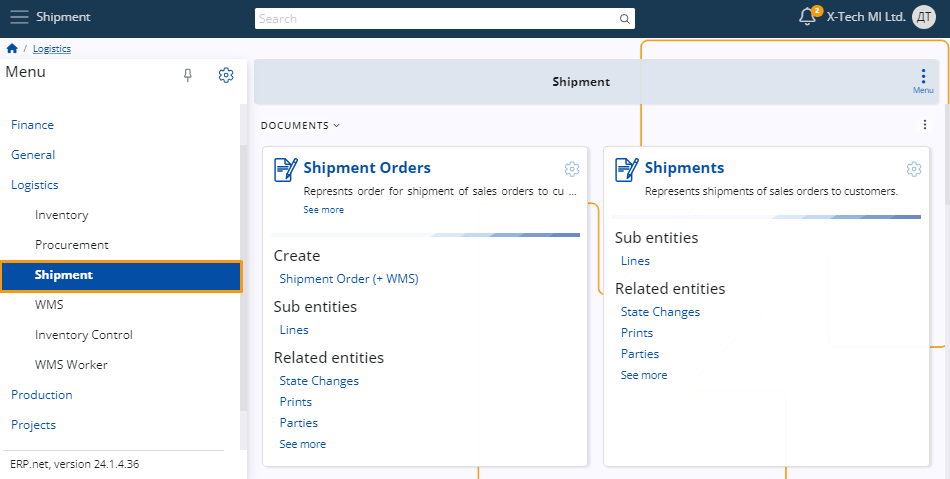 Shipment
Search
2
X-Tech MI Ltd.
ДТ
/ Logistics
Menu
Finance
General
Logistics
Inventory
Procurement
Shipment
WMS
Inventory Control
WMS Worker
Production
Projects
ERP.net, version 24.1.4.36
Shipment
Menu
DOCUMENTS
Shipment Orders
Represnts order for shipment of sales orders to cu ...
See more
Create
Shipment Order (+ WMS)
Sub entities
Lines
Related entities
State Changes
Prints
Parties
See more
Shipments
Represents shipments of sales orders to customers.
Sub entities
Lines
Related entities
State Changes
Prints
Parties
See more